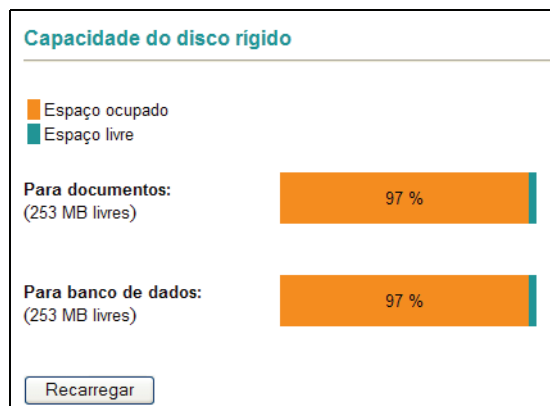 Capacidade do disco rígido
Espaço ocupado
Espaço livre
Para documentos:
(253 MB livres)
97 %
Para banco de dados:
(253 MB livres)
97 %
Recarregar